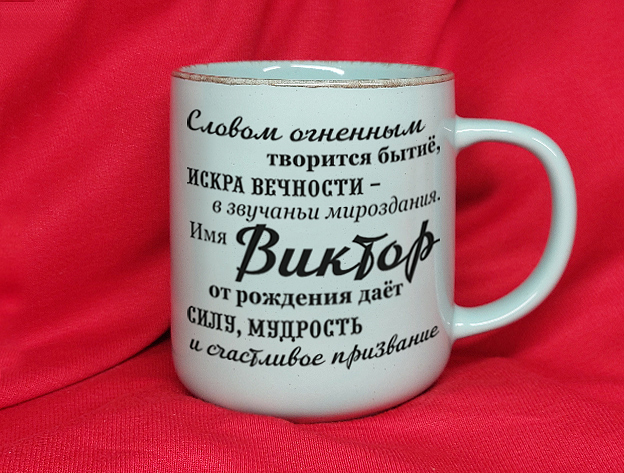 Словом огненным
творится бытиё,
ИСКРА ВЕЧНОСТИ –
в звучаньи мироздания.
Имя Виктор
от рождения даёт
СИЛУ, МУДРОСТЬ
и счастливое призвание